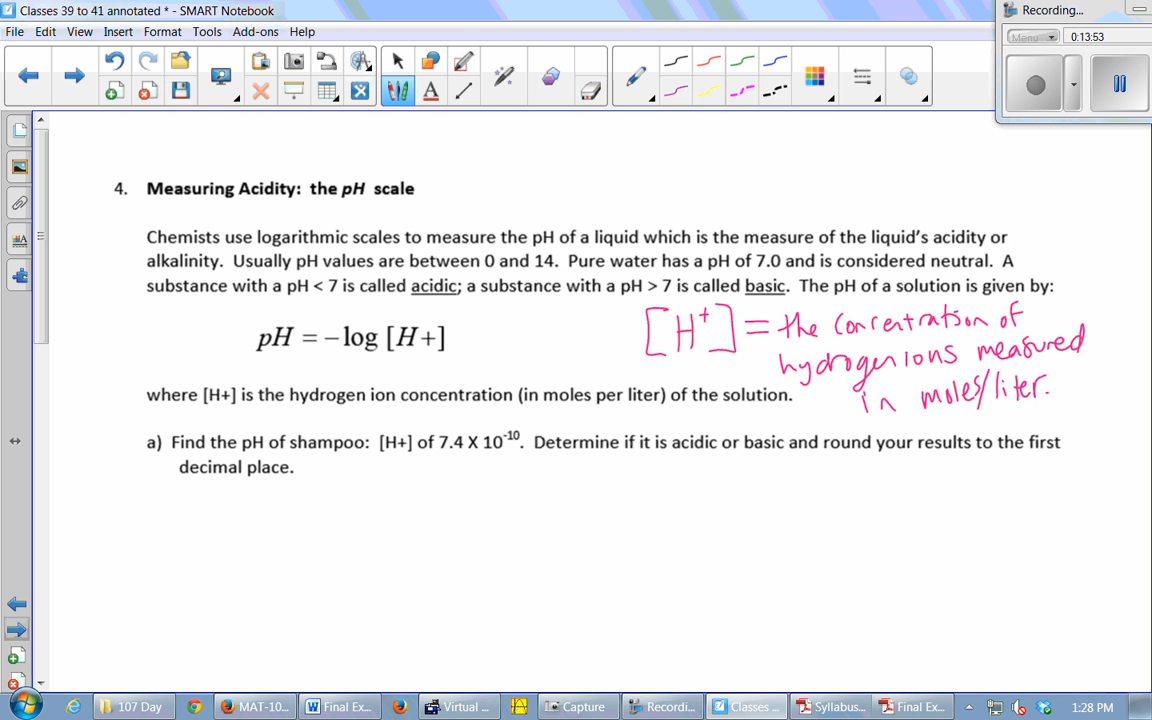 Classes 39 to 41 annotated * - SMART Notebook
Recording...
File Edit View Insert Format Tools Add-ons Help
Menu
0:13:53
4. Measuring Acidity: the pH scale
Chemists use logarithmic scales to measure the pH of a liquid which is the measure of the liquid's acidity or
alkalinity. Usually pH values are between 0 and 14. Pure water has a pH of 7.0 and is considered neutral. A
substance with a pH < 7 is called acidic; a substance with a pH > 7 is called basic. The pH of a solution is given by:
pH = – log [H+]
[H⁺] = the concentration of
hydrogen ions measured
in moles/liter.
where [H+] is the hydrogen ion concentration (in moles per liter) of the solution.
a) Find the pH of shampoo: [H+] of 7.4 X 10⁻¹⁰. Determine if it is acidic or basic and round your results to the first
decimal place.
107 Day MAT-10... Final Ex... Virtual ... Capture Recordi... Classes ... Syllabus... Final Ex... 1:28 PM